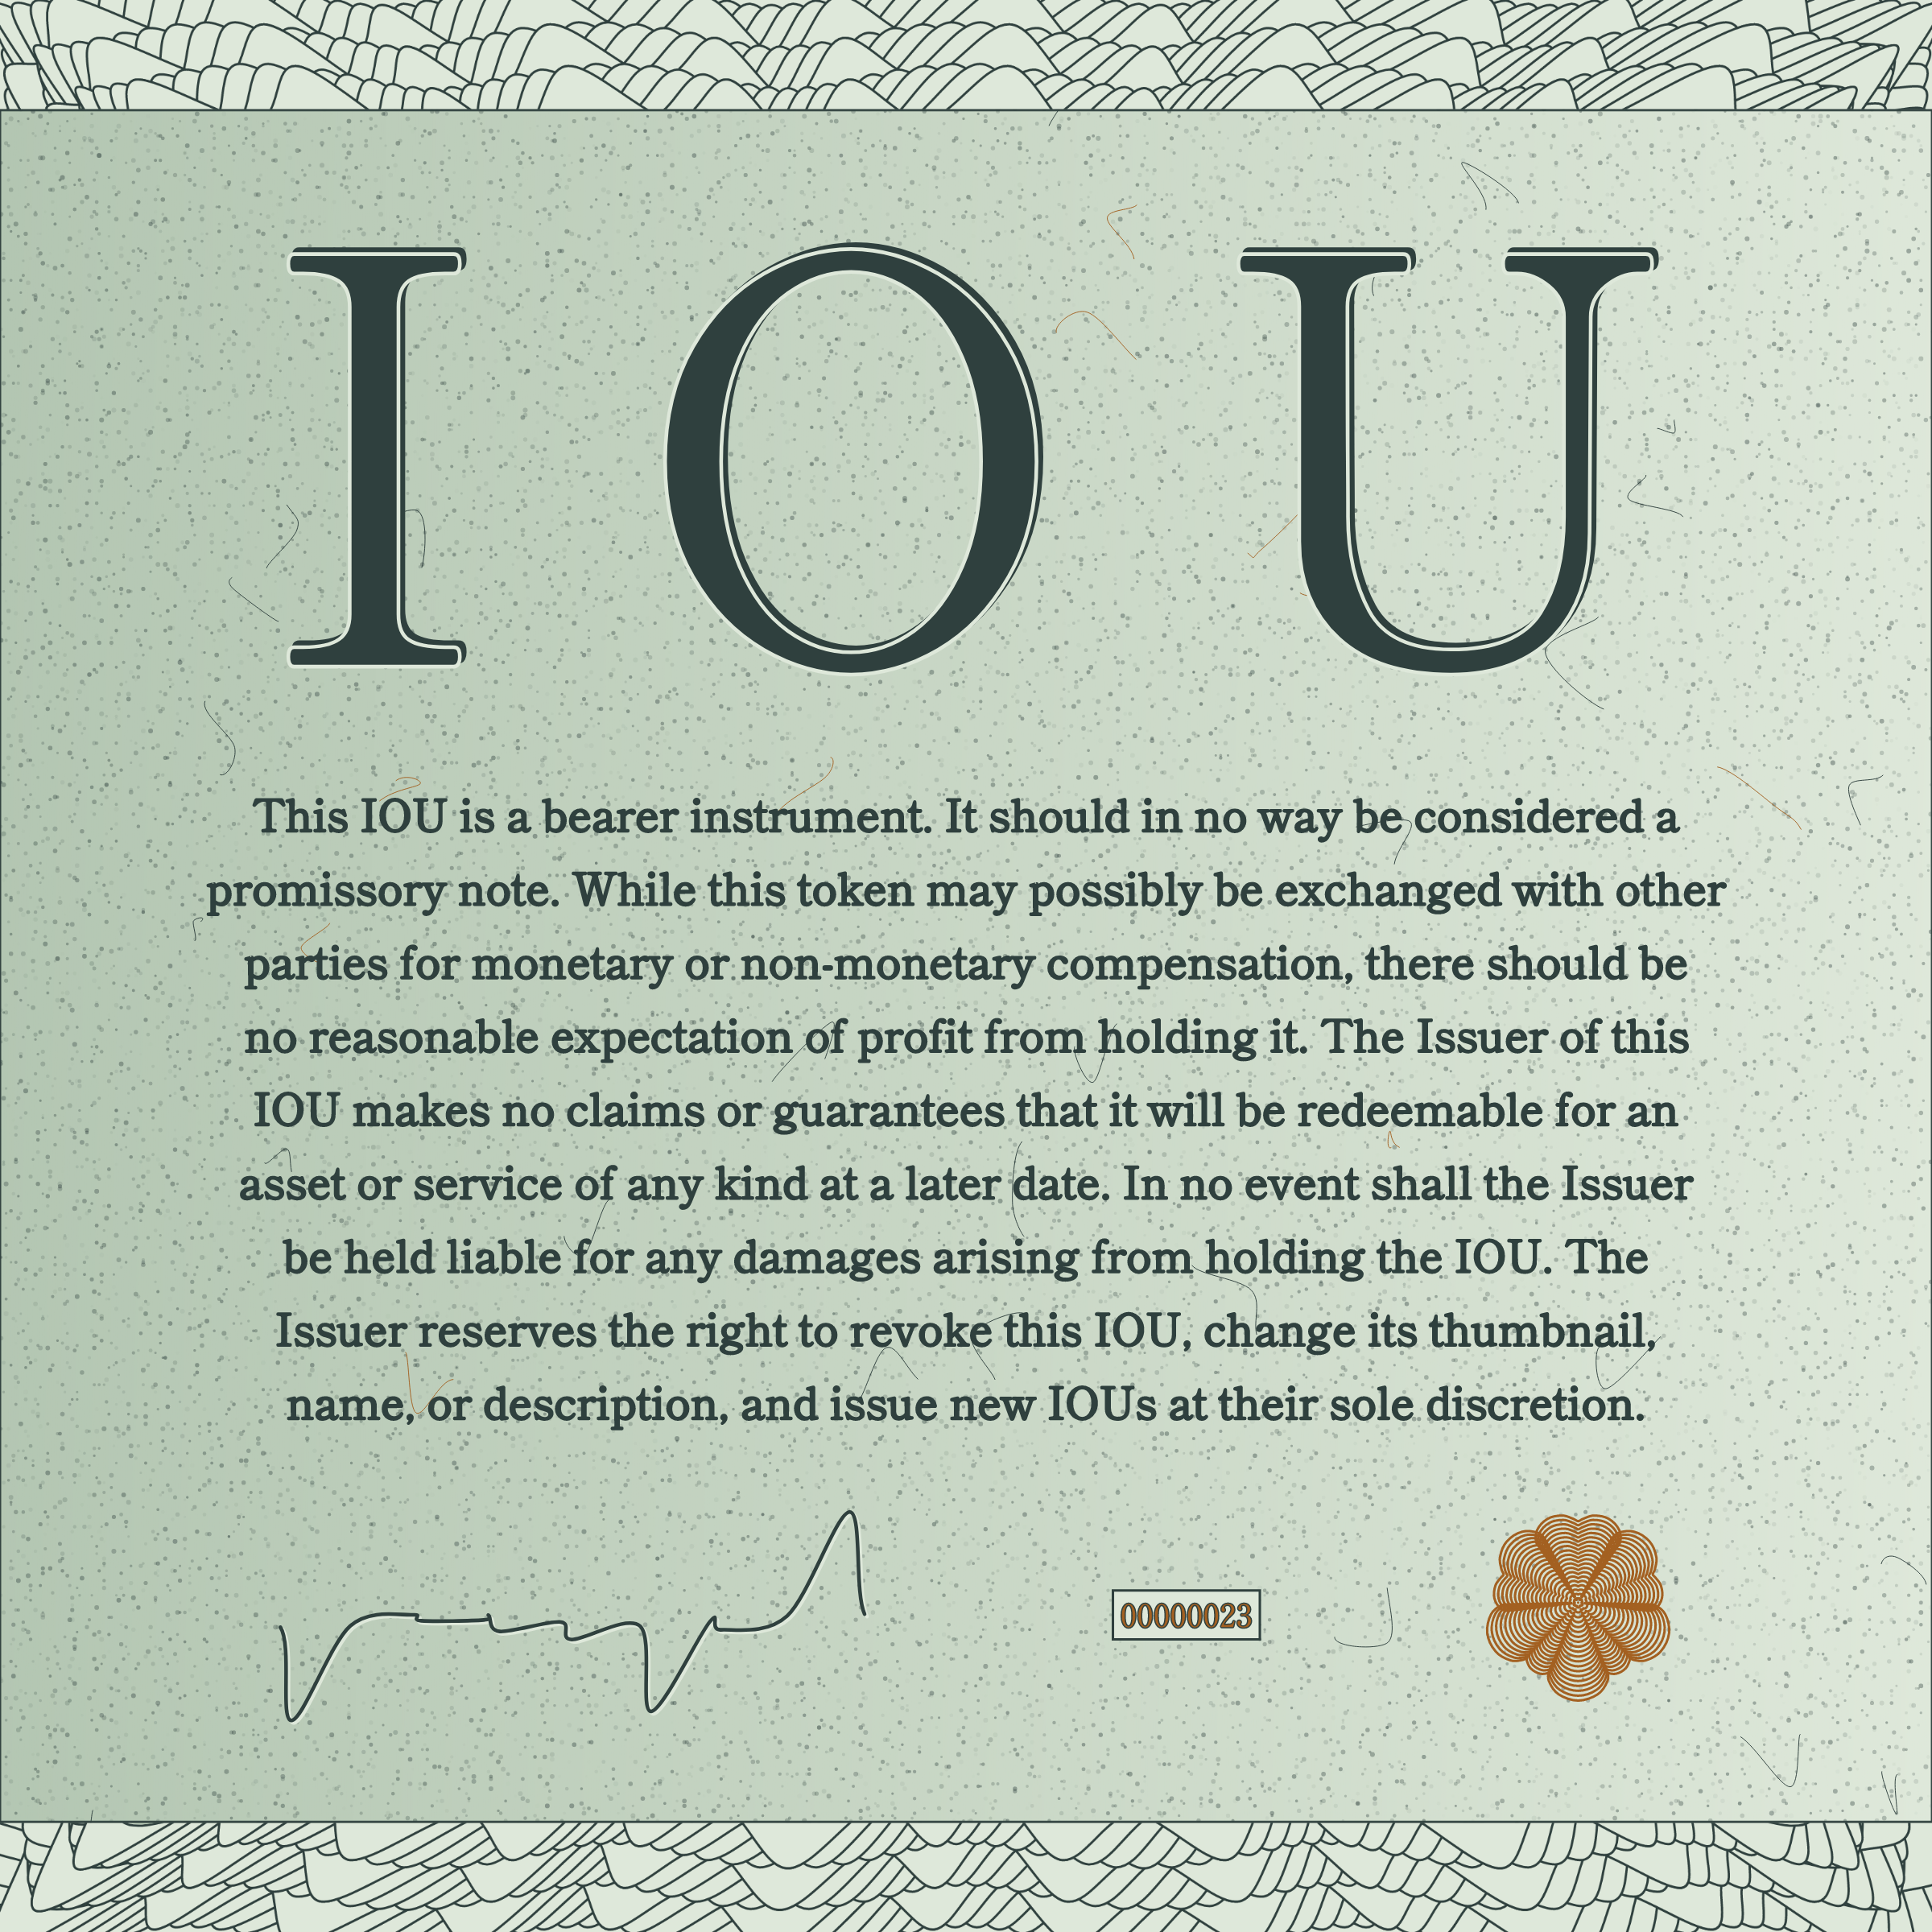 I O U
This IOU is a bearer instrument. It should in no way be considered a
promissory note. While this token may possibly be exchanged with other
parties for monetary or non-monetary compensation, there should be
no reasonable expectation of profit from holding it. The Issuer of this
IOU makes no claims or guarantees that it will be redeemable for an
asset or service of any kind at a later date. In no event shall the Issuer
be held liable for any damages arising from holding the IOU. The
Issuer reserves the right to revoke this IOU, change its thumbnail,
name, or description, and issue new IOUs at their sole discretion.
00000023